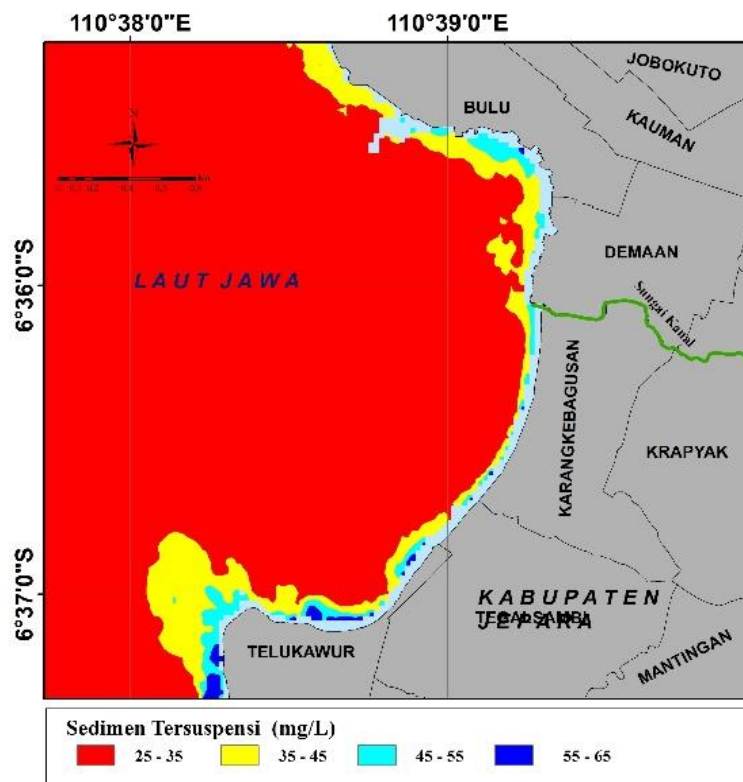 110°38'0"E 110°39'0"E
JOBOKUTO
BULU
KAUMAN
N
DEMAAN
LAUT JAWA
6°36'0"S
Sungai Kanal
KARANGKEBAGUSAN
KRAPYAK
6°37'0"S
KABUPATEN
TEGALSAMBI
JEPARA
TELUKAWUR
MANTINGAN
Sedimen Tersuspensi (mg/L)
25 - 35 35 - 45 45 - 55 55 - 65